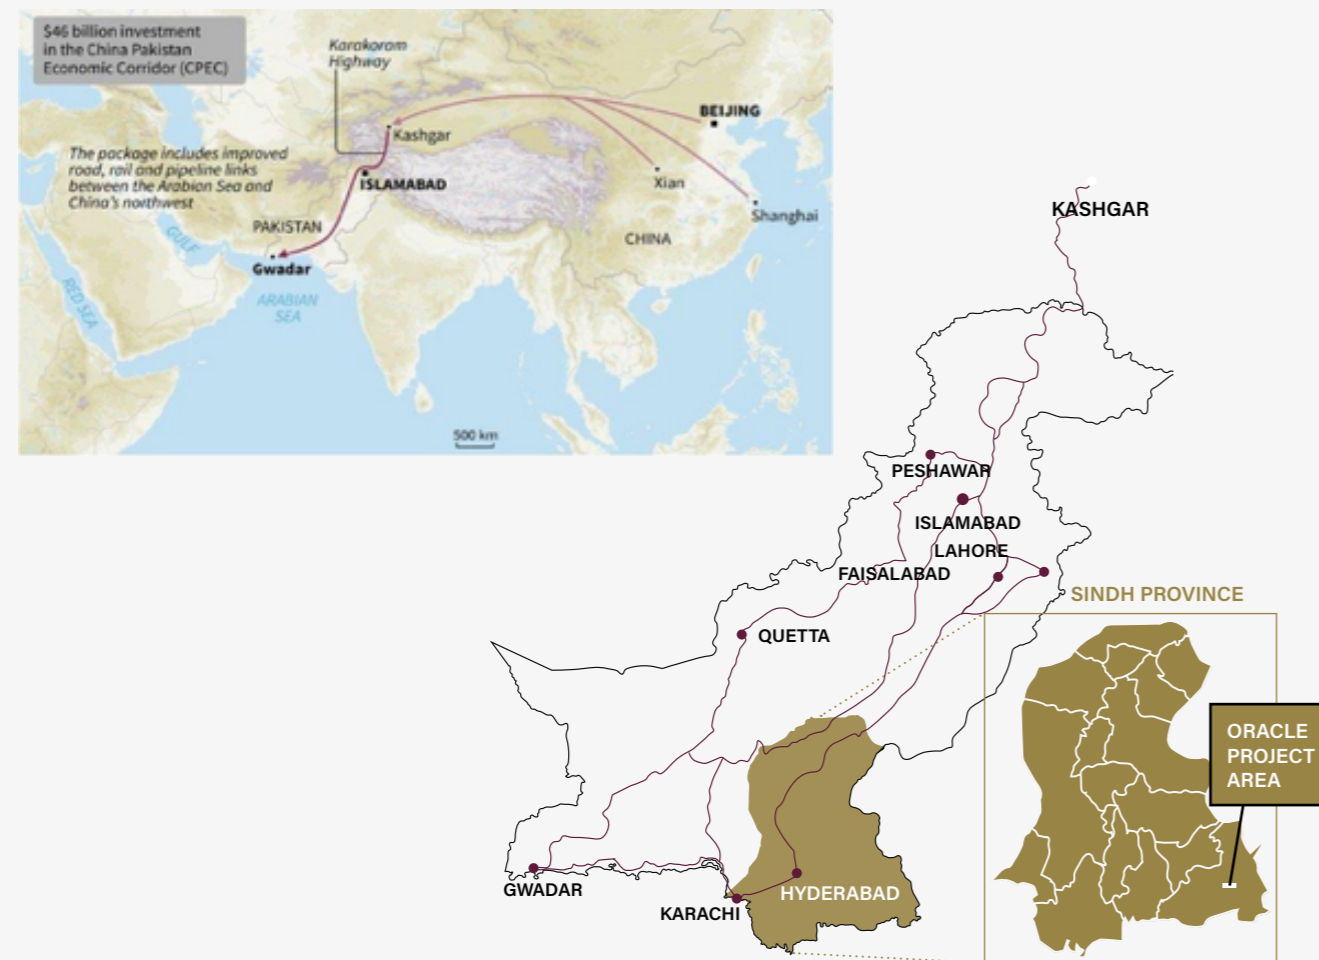 $46 billion investment
in the China Pakistan
Economic Corridor (CPEC)
Karakoram
Highway
BEIJING
Kashgar
The package includes improved
road, rail and pipeline links
between the Arabian Sea and
China's northwest
ISLAMABAD
Xian
Shanghai
PAKISTAN
CHINA
GULF
Gwadar
RED SEA
ARABIAN
SEA
500 km
KASHGAR
PESHAWAR
ISLAMABAD
LAHORE
FAISALABAD
SINDH PROVINCE
QUETTA
ORACLE
PROJECT
AREA
GWADAR
HYDERABAD
KARACHI